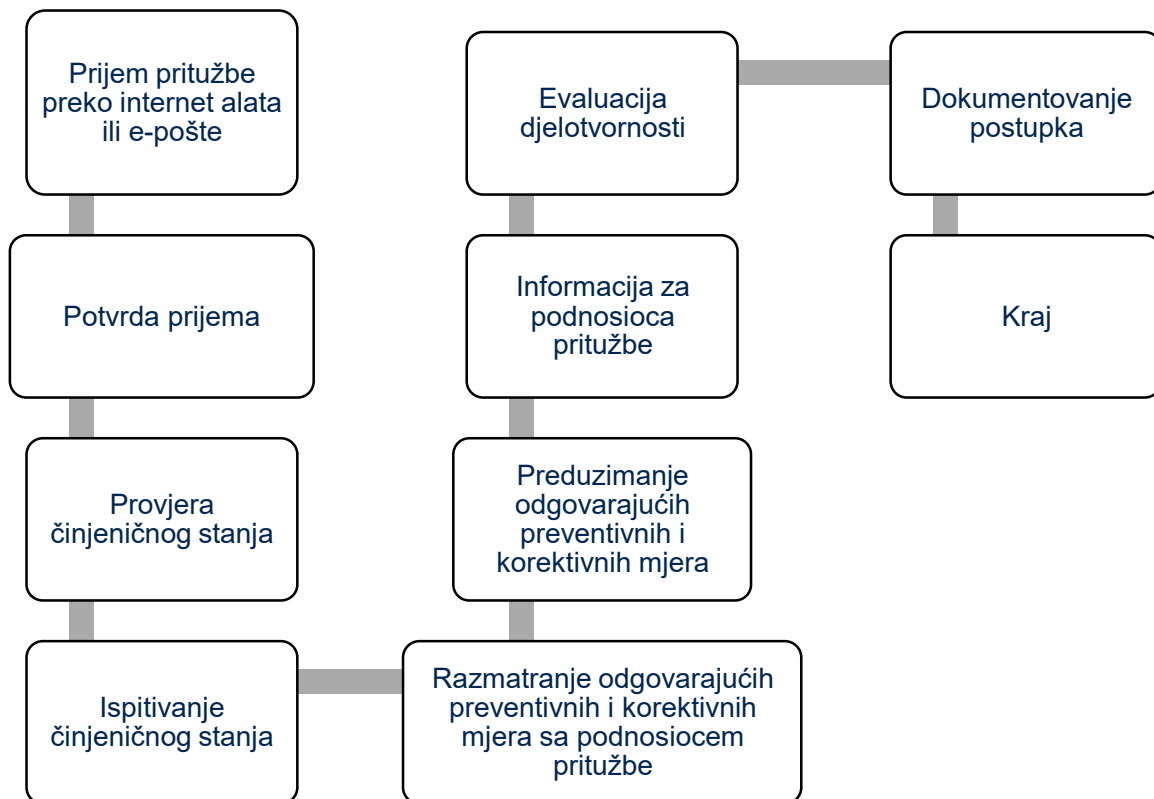 Prijem pritužbe
preko internet alata
ili e-pošte
Potvrda prijema
Provjera
činjeničnog stanja
Ispitivanje
činjeničnog stanja
Razmatranje odgovarajućih
preventivnih i korektivnih
mjera sa podnosiocem
pritužbe
Preduzimanje
odgovarajućih
preventivnih i
korektivnih mjera
Informacija za
podnosioca
pritužbe
Evaluacija
djelotvornosti
Dokumentovanje
postupka
Kraj